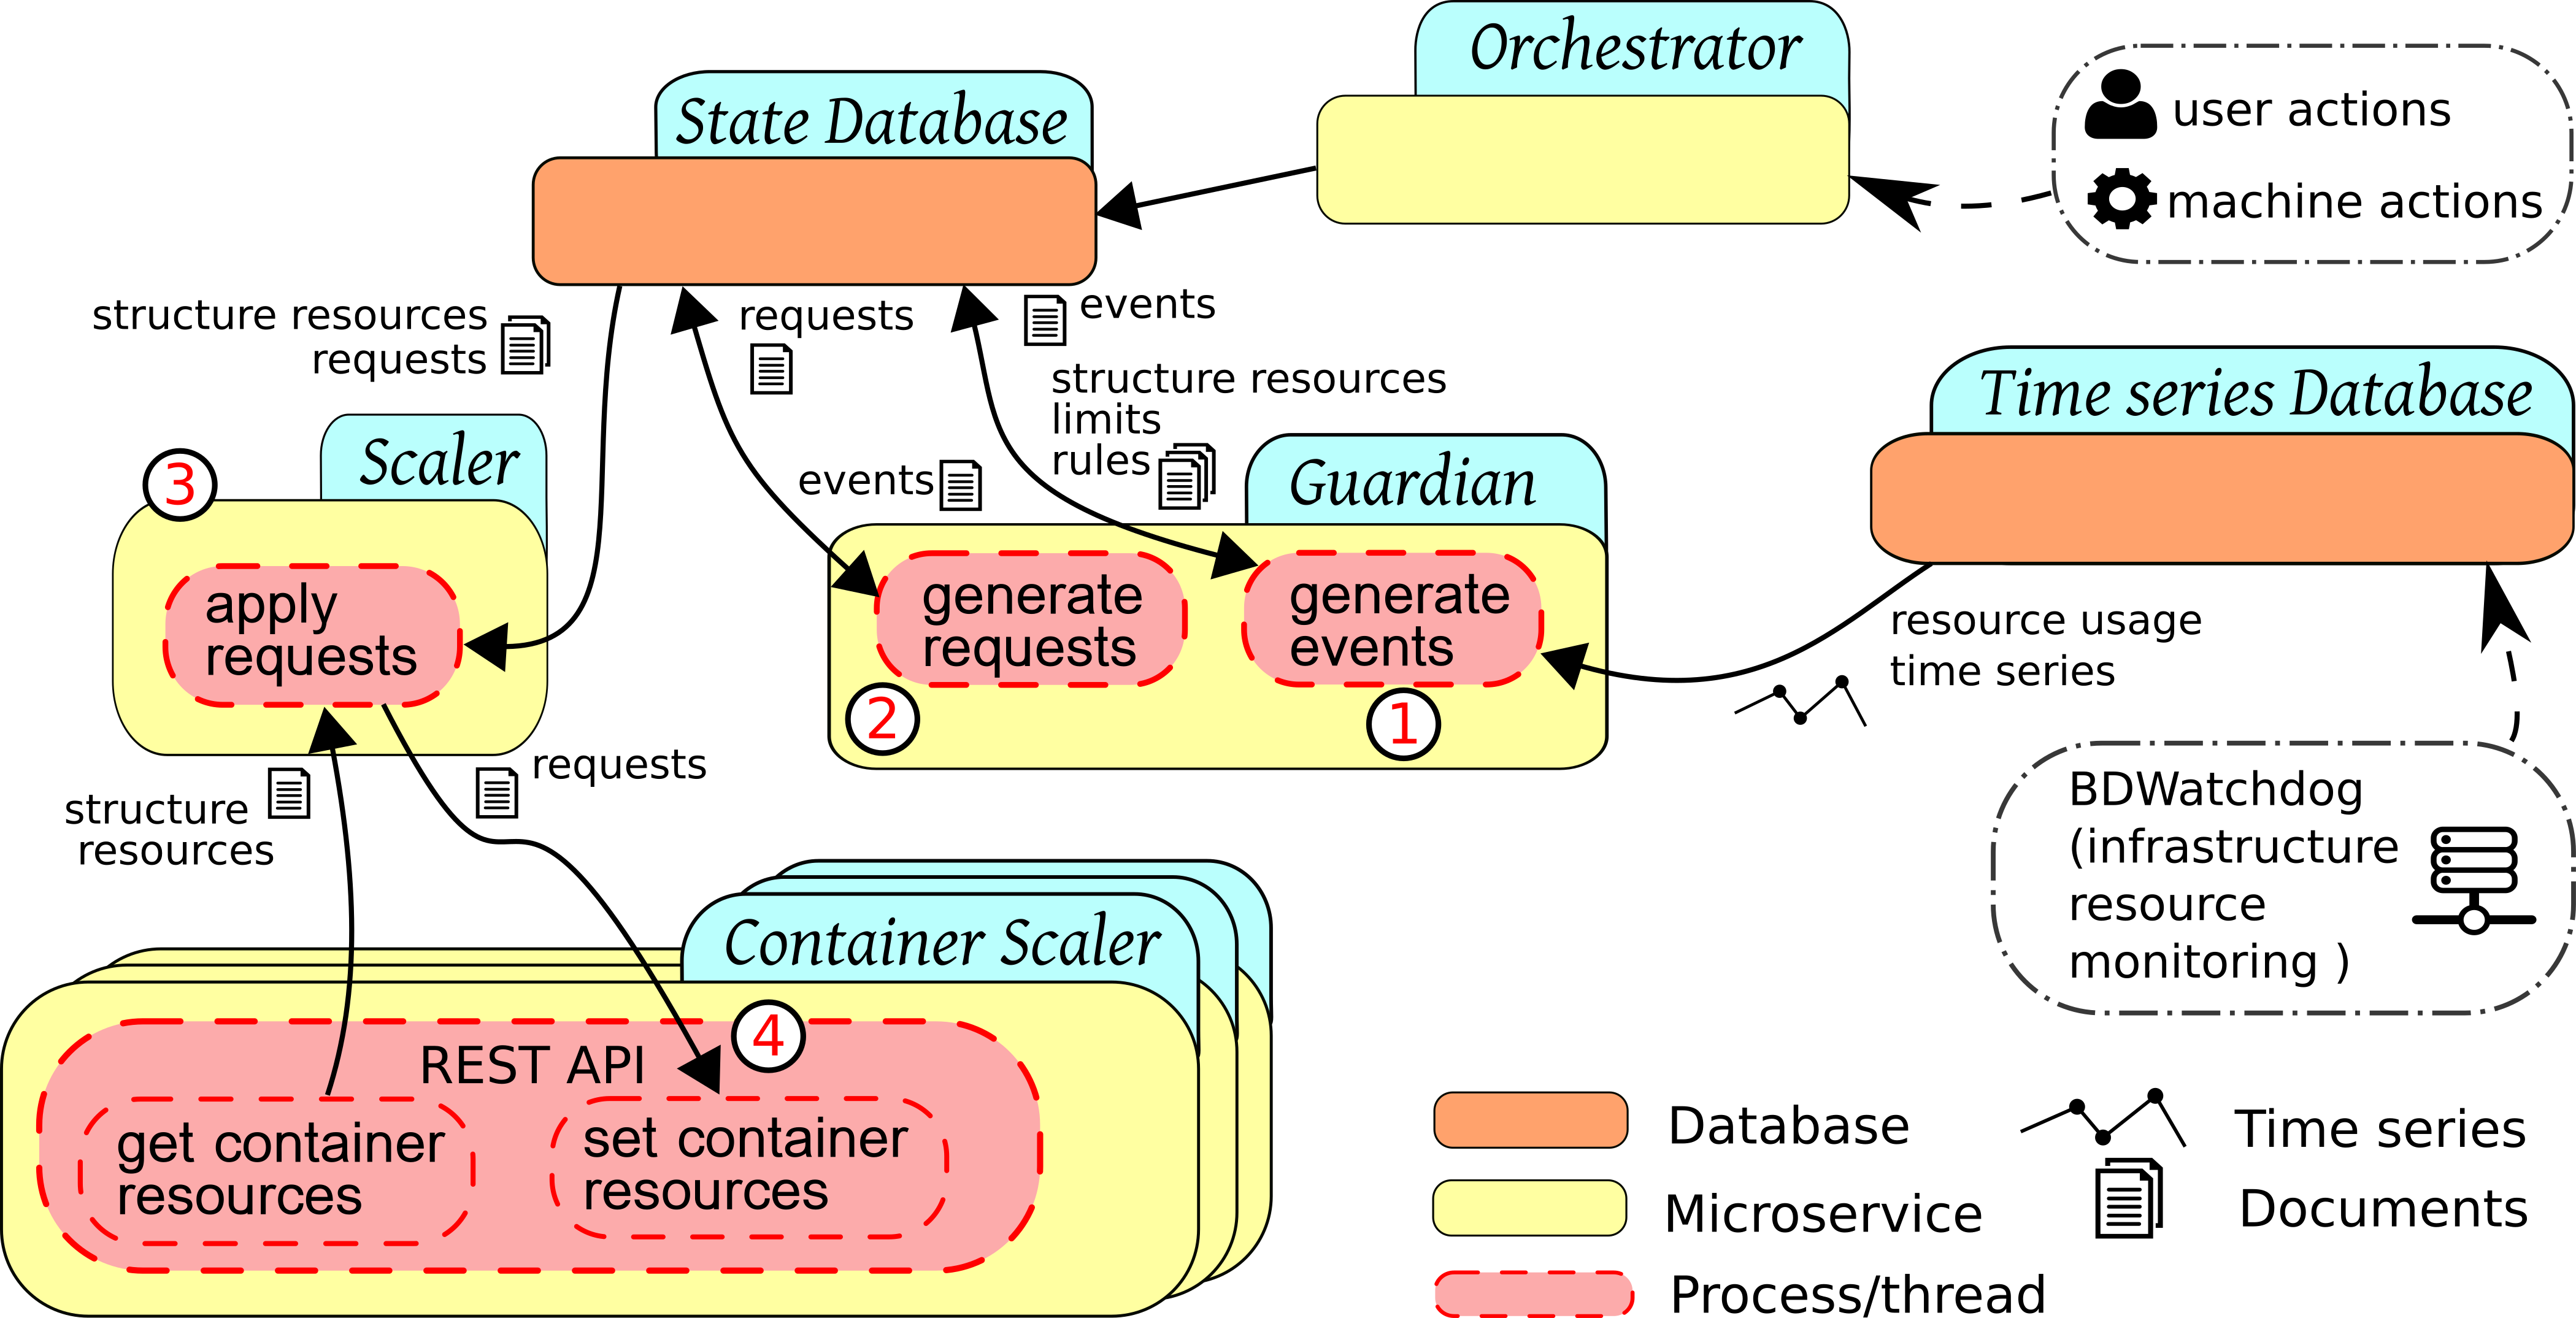 Orchestrator
State Database
user actions
machine actions
structure resources
requests
requests
events
structure resources
limits
rules
events
Time series Database
Scaler
3
Guardian
apply
requests
generate
requests
generate
events
2
1
resource usage
time series
structure
resources
requests
BDWatchdog
(infrastructure
resource
monitoring )
Container Scaler
4
REST API
get container
resources
set container
resources
Database
Microservice
Process/thread
Time series
Documents